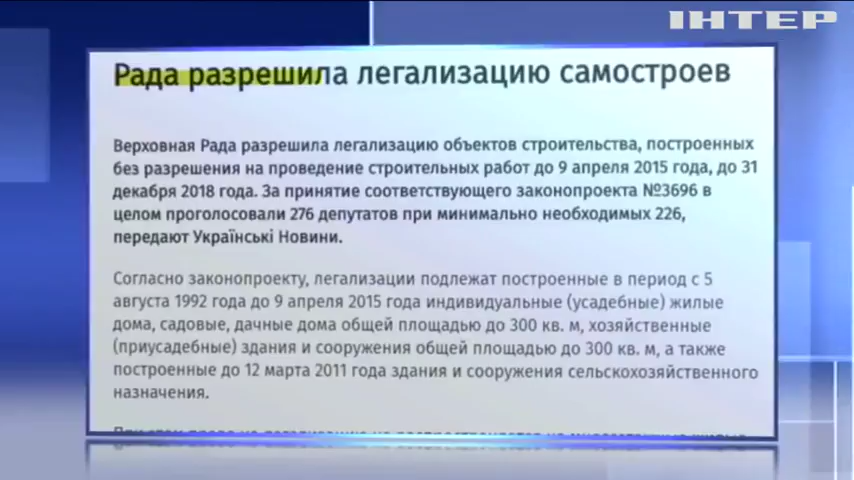 ІНТЕР
Рада разрешила легализацию самостроев
Верховная Рада разрешила легализацию объектов строительства, построенных
без разрешения на проведение строительных работ до 9 апреля 2015 года, до 31
декабря 2018 года. За принятие соответствующего законопроекта №3696 в
целом проголосовали 276 депутатов при минимально необходимых 226,
передают Українські Новини.
Согласно законопроекту, легализации подлежат построенные в период с 5
августа 1992 года до 9 апреля 2015 года индивидуальные (усадебные) жилые
дома, садовые, дачные дома общей площадью до 300 кв. м, хозяйственные
(приусадебные) здания и сооружения общей площадью до 300 кв. м, а также
построенные до 12 марта 2011 года здания и сооружения сельскохозяйственного
назначения.